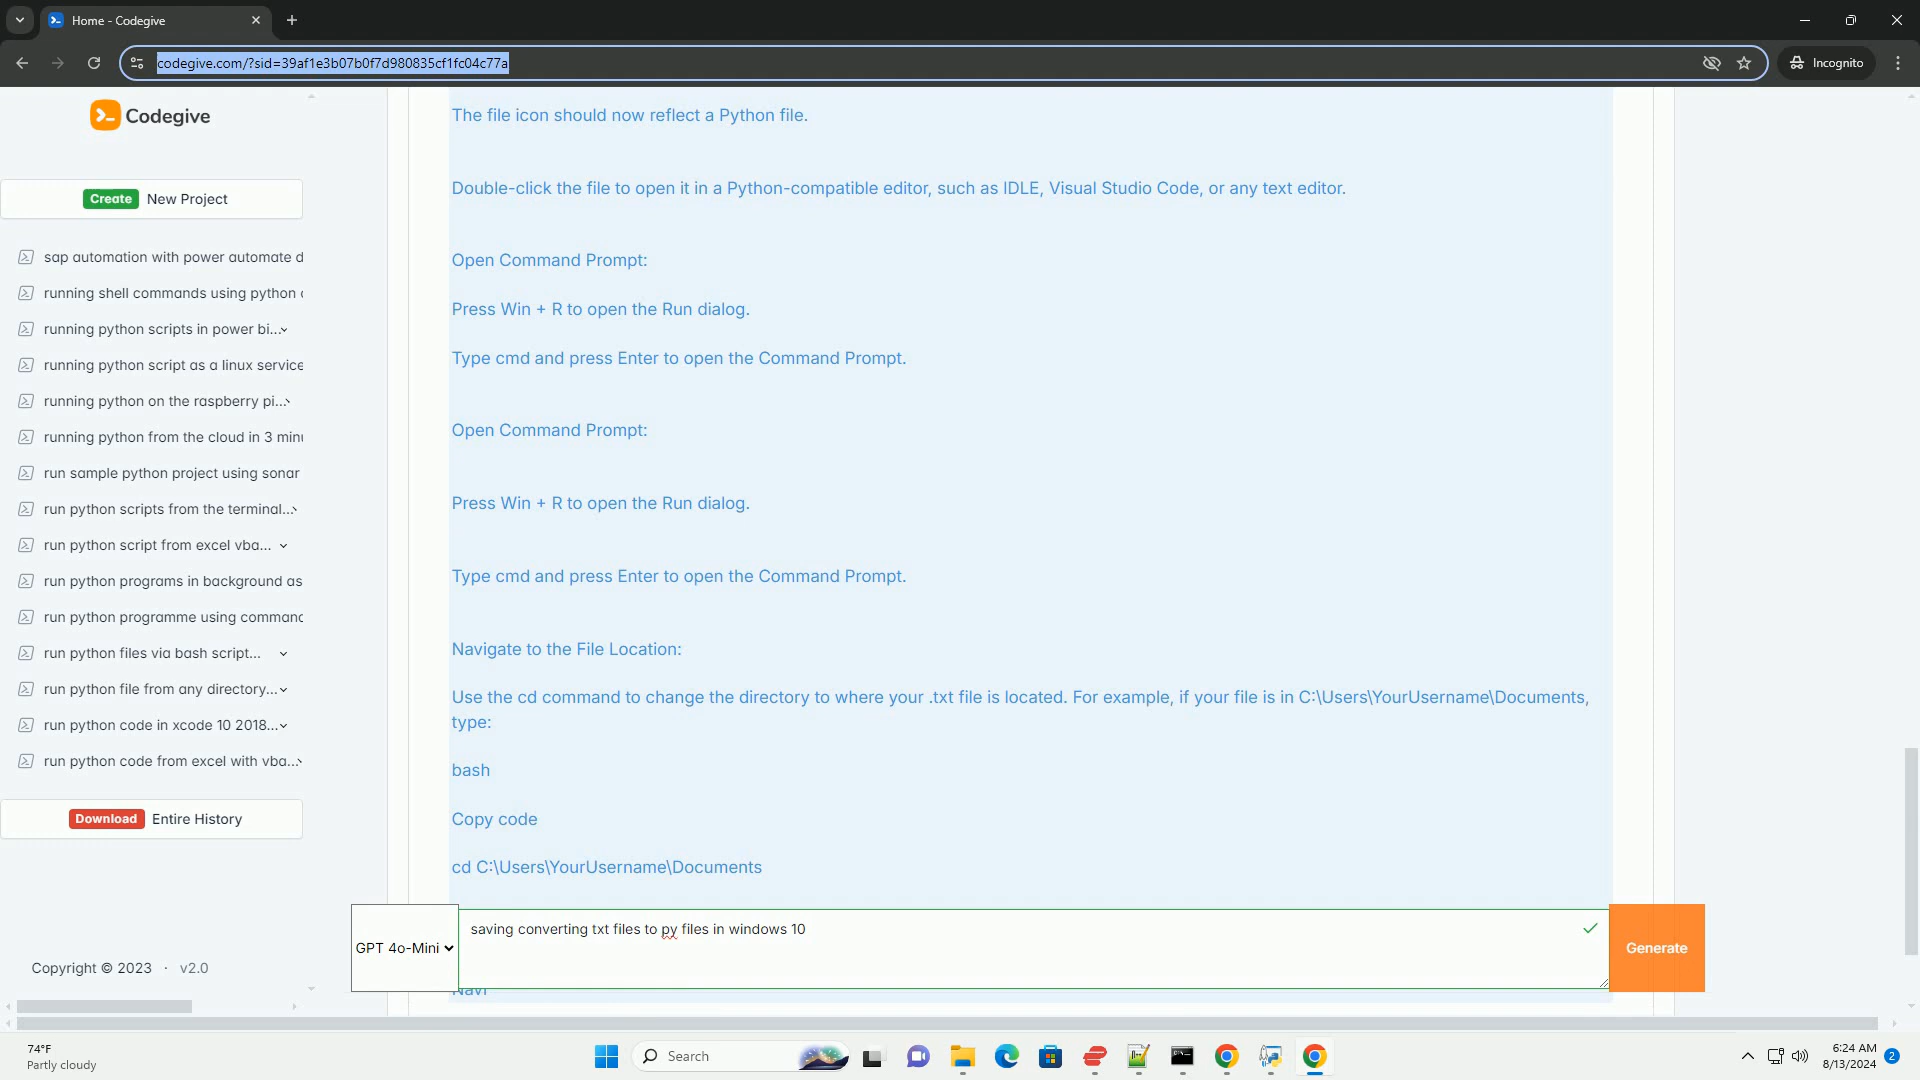 Home - Codegive
codegive.com/?sid=39af1e3b07b0f7d980835cf1fc04c77a
Incognito
Codegive
Create New Project
sap automation with power automate d
running shell commands using python
running python scripts in power bi...
running python script as a linux service
running python on the raspberry pi...
running python from the cloud in 3 min
run sample python project using sonar
run python scripts from the terminal...
run python script from excel vba...
run python programs in background as
run python programme using command
run python files via bash script...
run python file from any directory...
run python code in xcode 10 2018...
run python code from excel with vba...
Download Entire History
Copyright © 2023 · v2.0
The file icon should now reflect a Python file.
Double-click the file to open it in a Python-compatible editor, such as IDLE, Visual Studio Code, or any text editor.
Open Command Prompt:
Press Win + R to open the Run dialog.
Type cmd and press Enter to open the Command Prompt.
Open Command Prompt:
Press Win + R to open the Run dialog.
Type cmd and press Enter to open the Command Prompt.
Navigate to the File Location:
Use the cd command to change the directory to where your .txt file is located. For example, if your file is in C:\Users\YourUsername\Documents,
type:
bash
Copy code
cd C:\Users\YourUsername\Documents
GPT 4o-Mini
saving converting txt files to py files in windows 10
Generate
Navi
74°F
Partly cloudy
Search
6:24 AM
8/13/2024
2